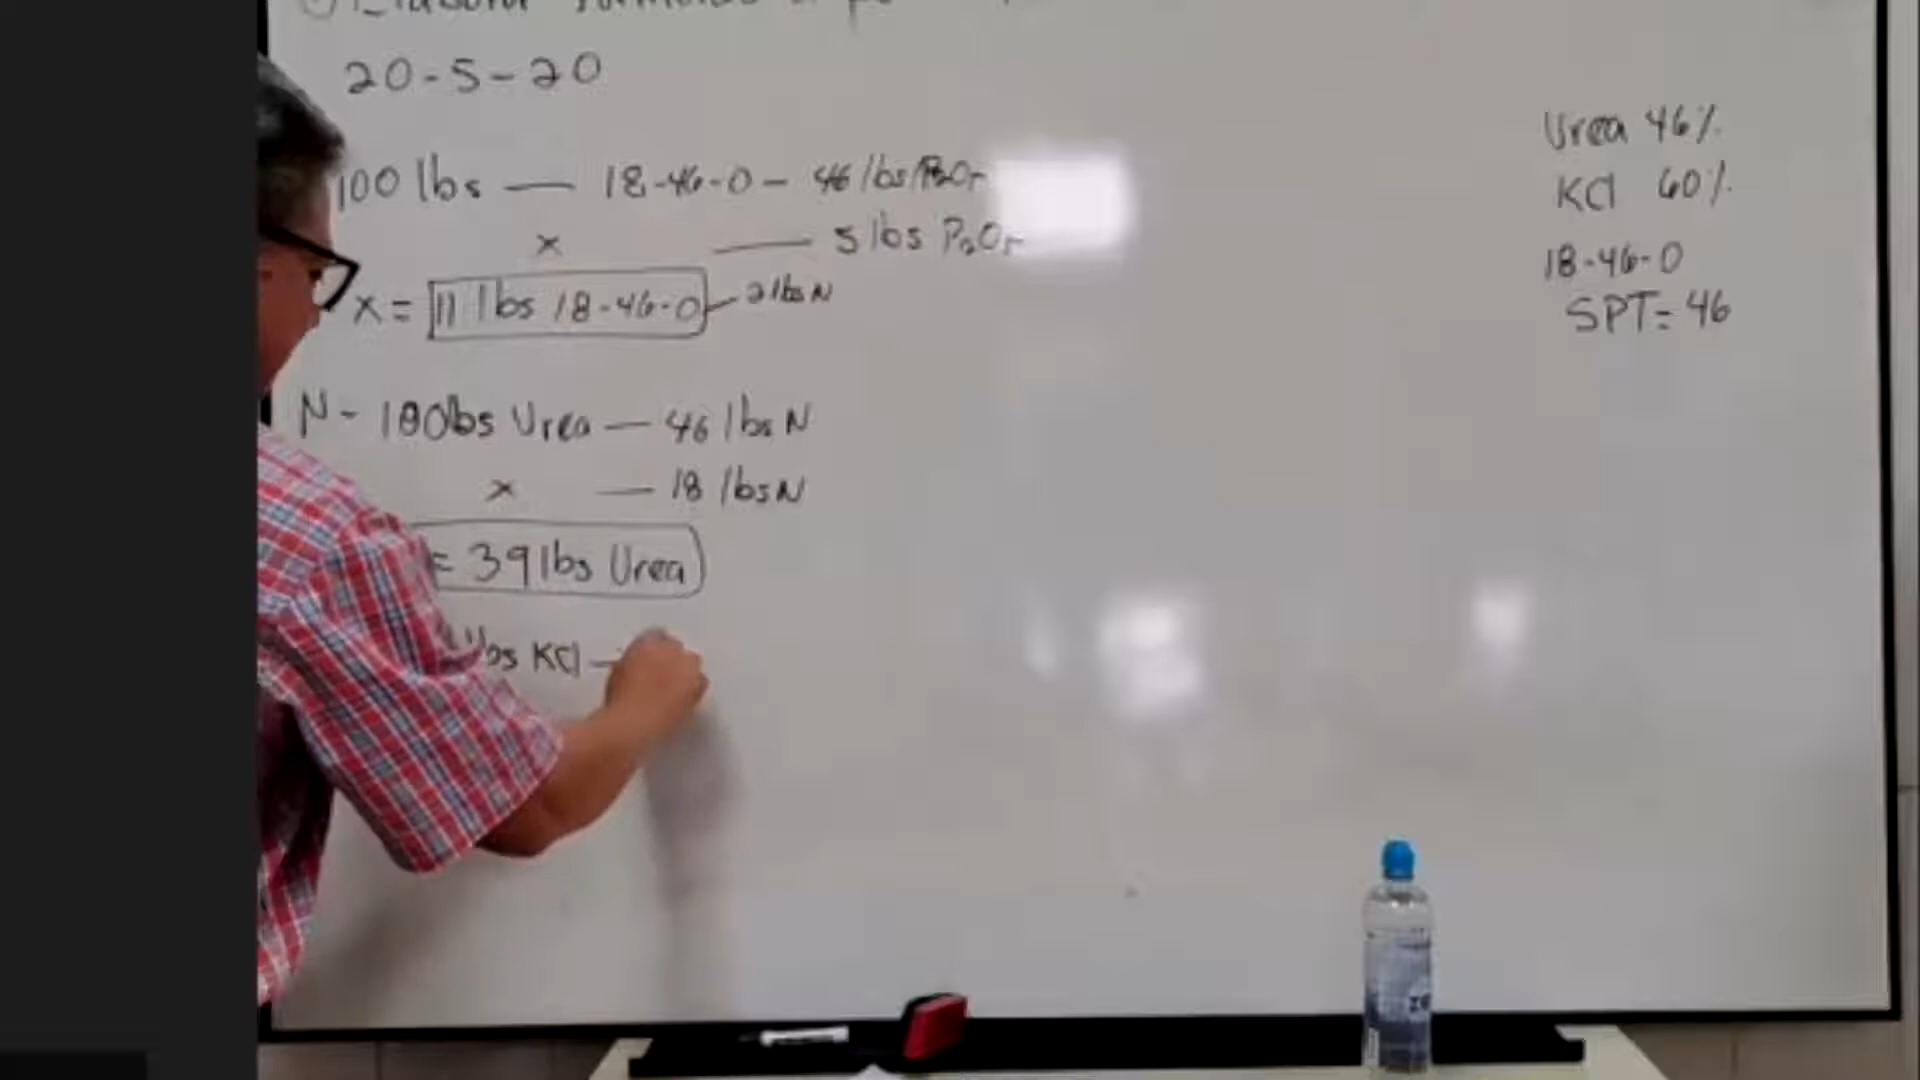 20-5-20
100 lbs — 18-46-0 — 46 lbs P2O5
x — 5 lbs P2O5
x = 11 lbs 18-46-0 — 2 lbs N
N - 100lbs Urea — 46 lbs N
x — 18 lbs N
= 39 lbs Urea
lbs KCl —
Urea 46%
KCl 60%
18-46-0
SPT = 46